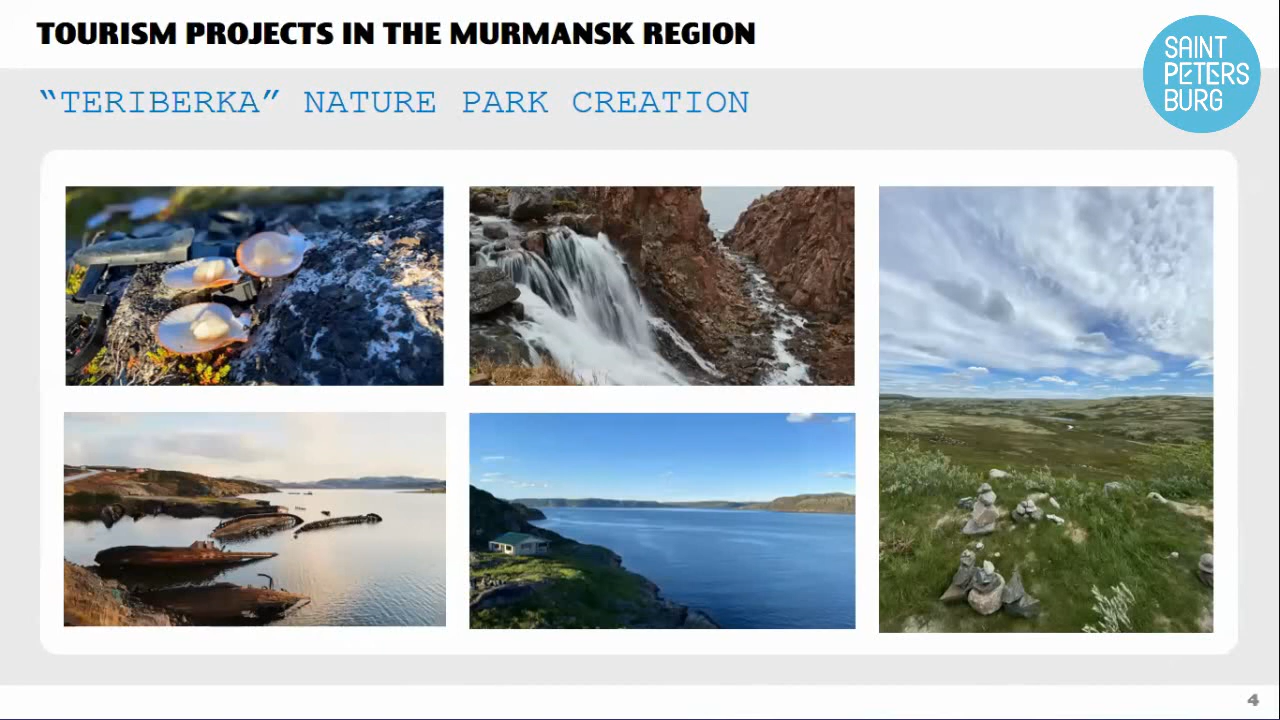 TOURISM PROJECTS IN THE MURMANSK REGION
SAINT
PETERS
BURG
“TERIBERKA” NATURE PARK CREATION
4